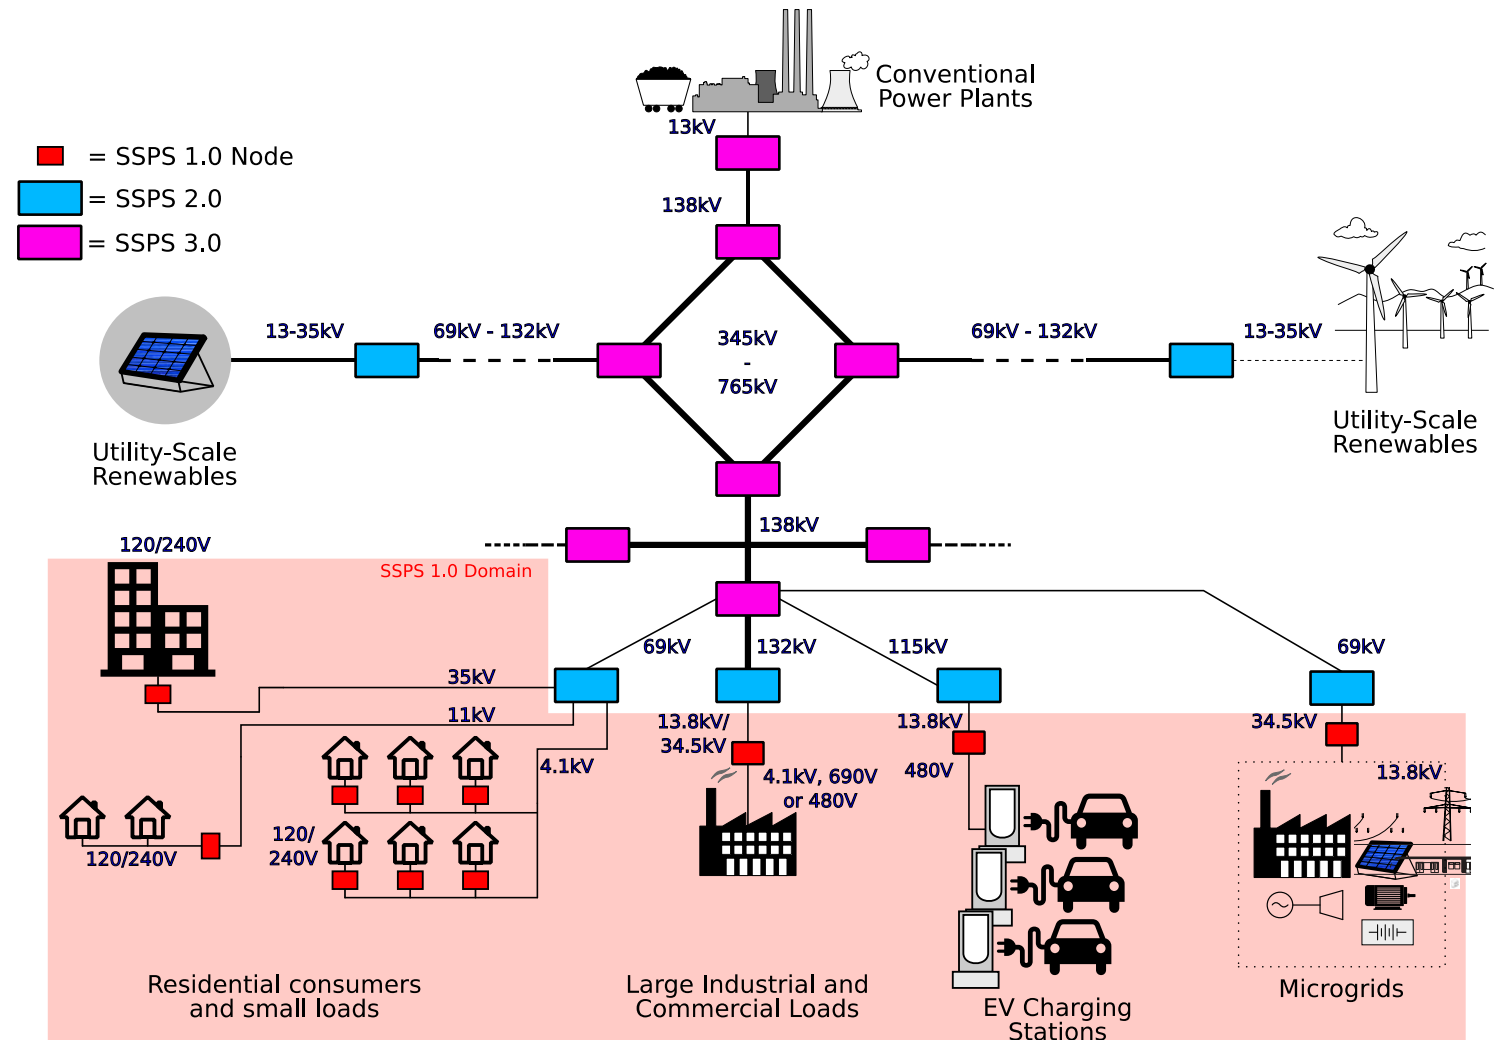 Conventional
Power Plants
13kV
= SSPS 1.0 Node
= SSPS 2.0
= SSPS 3.0
138kV
13-35kV
69kV - 132kV
345kV
-
765kV
69kV - 132kV
13-35kV
Utility-Scale
Renewables
Utility-Scale
Renewables
138kV
120/240V
SSPS 1.0 Domain
69kV
132kV
115kV
69kV
35kV
11kV
4.1kV
13.8kV/
34.5kV
13.8kV
34.5kV
480V
4.1kV, 690V
or 480V
13.8kV
120/240V
120/
240V
Residential consumers
and small loads
Large Industrial and
Commercial Loads
EV Charging
Stations
Microgrids